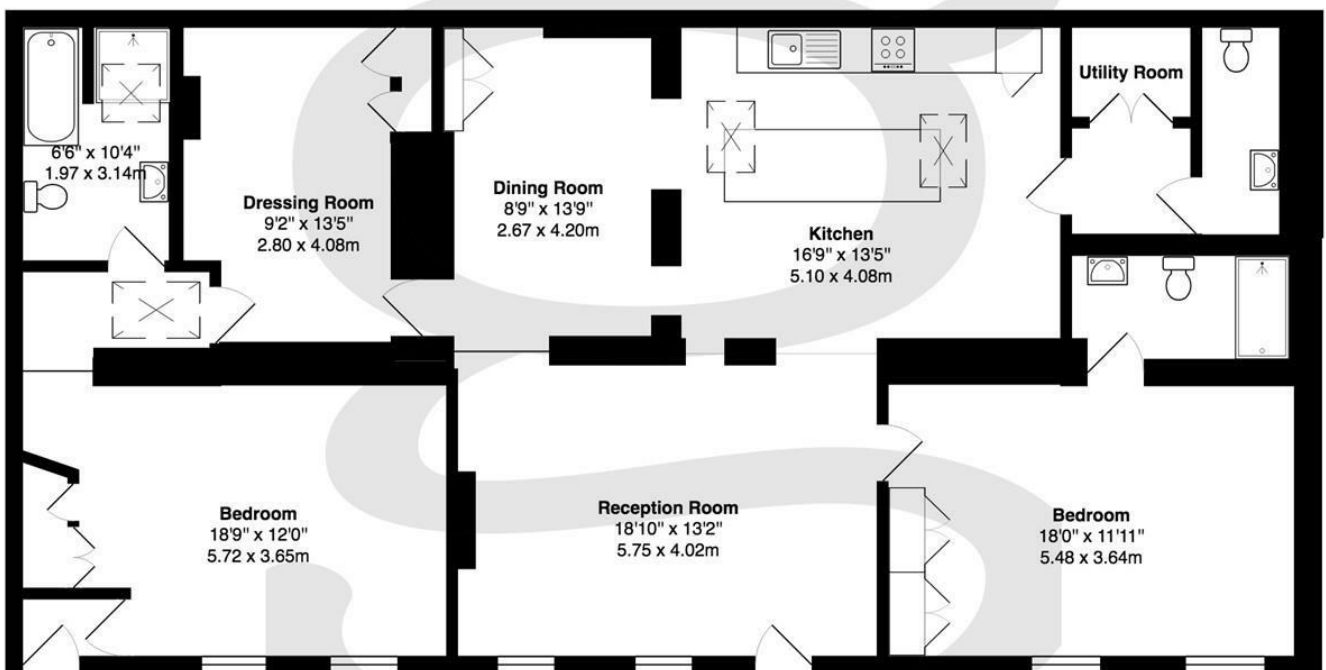 6'6" x 10'4"
1.97 x 3.14m
Dressing Room
9'2" x 13'5"
2.80 x 4.08m
Dining Room
8'9" x 13'9"
2.67 x 4.20m
Kitchen
16'9" x 13'5"
5.10 x 4.08m
Utility Room
Bedroom
18'9" x 12'0"
5.72 x 3.65m
Reception Room
18'10" x 13'2"
5.75 x 4.02m
Bedroom
18'0" x 11'11"
5.48 x 3.64m